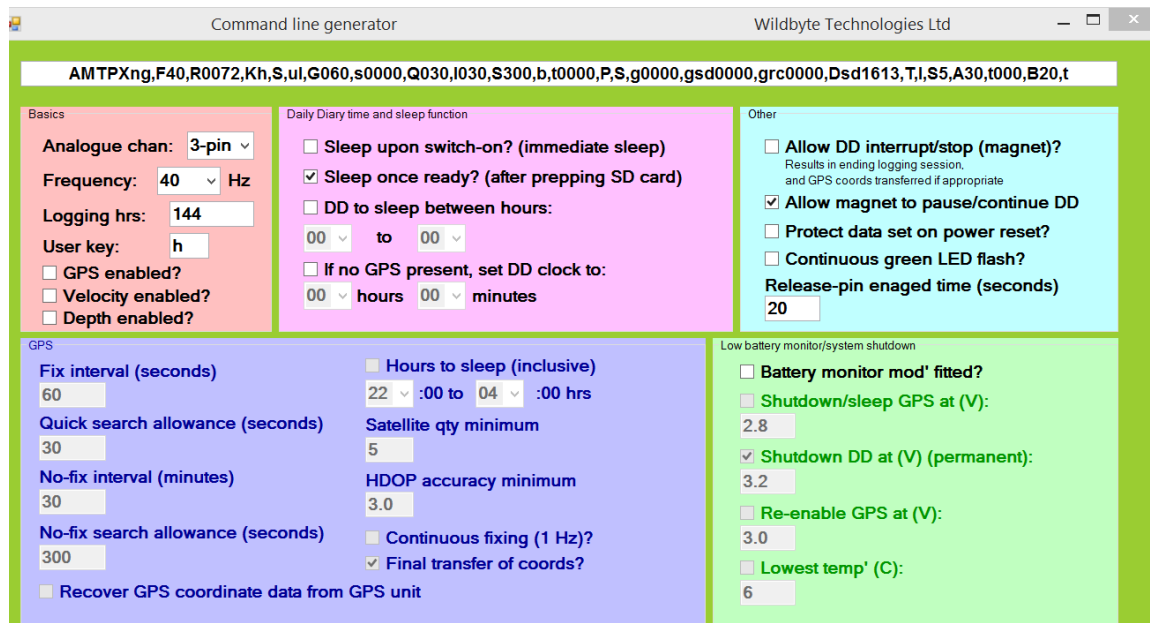 Command line generator Wildbyte Technologies Ltd
AMTPXng,F40,R0072,Kh,S,ul,G060,s0000,Q030,I030,S300,b,t0000,P,S,g0000,gsd0000,grc0000,Dsd1613,T,I,S5,A30,t000,B20,t
Basics
Analogue chan: 3-pin
Frequency: 40 Hz
Logging hrs: 144
User key: h
GPS enabled?
Velocity enabled?
Depth enabled?
Daily Diary time and sleep function
Sleep upon switch-on? (immediate sleep)
Sleep once ready? (after prepping SD card)
DD to sleep between hours:
00 to 00
If no GPS present, set DD clock to:
00 hours 00 minutes
Other
Allow DD interrupt/stop (magnet)?
Results in ending logging session,
and GPS coords transferred if appropriate
Allow magnet to pause/continue DD
Protect data set on power reset?
Continuous green LED flash?
Release-pin enaged time (seconds)
20
GPS
Fix interval (seconds)
60
Quick search allowance (seconds)
30
No-fix interval (minutes)
30
No-fix search allowance (seconds)
300
Recover GPS coordinate data from GPS unit
Hours to sleep (inclusive)
22 :00 to 04 :00 hrs
Satellite qty minimum
5
HDOP accuracy minimum
3.0
Continuous fixing (1 Hz)?
Final transfer of coords?
Low battery monitor/system shutdown
Battery monitor mod' fitted?
Shutdown/sleep GPS at (V):
2.8
Shutdown DD at (V) (permanent):
3.2
Re-enable GPS at (V):
3.0
Lowest temp' (C):
6